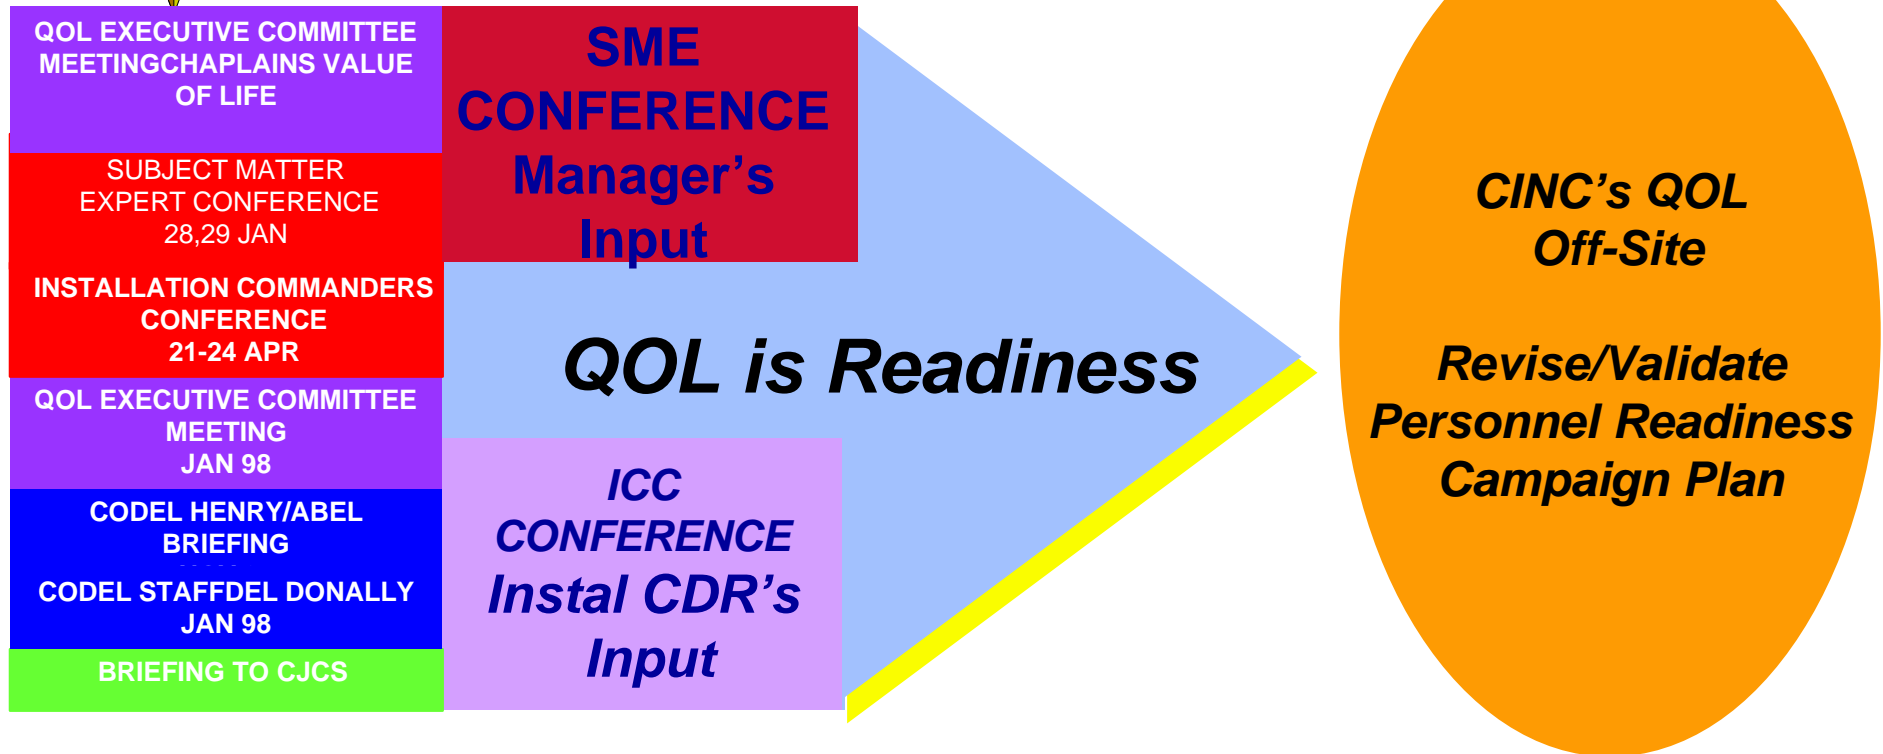 QOL EXECUTIVE COMMITTEE
MEETINGCHAPLAINS VALUE
OF LIFE
SUBJECT MATTER
EXPERT CONFERENCE
28,29 JAN
INSTALLATION COMMANDERS
CONFERENCE
21-24 APR
QOL EXECUTIVE COMMITTEE
MEETING
JAN 98
CODEL HENRY/ABEL
BRIEFING
CODEL STAFFDEL DONALLY
JAN 98
BRIEFING TO CJCS
SME
CONFERENCE
Manager’s
Input
QOL is Readiness
ICC
CONFERENCE
Instal CDR’s
Input
CINC’s QOL
Off-Site
Revise/Validate
Personnel Readiness
Campaign Plan